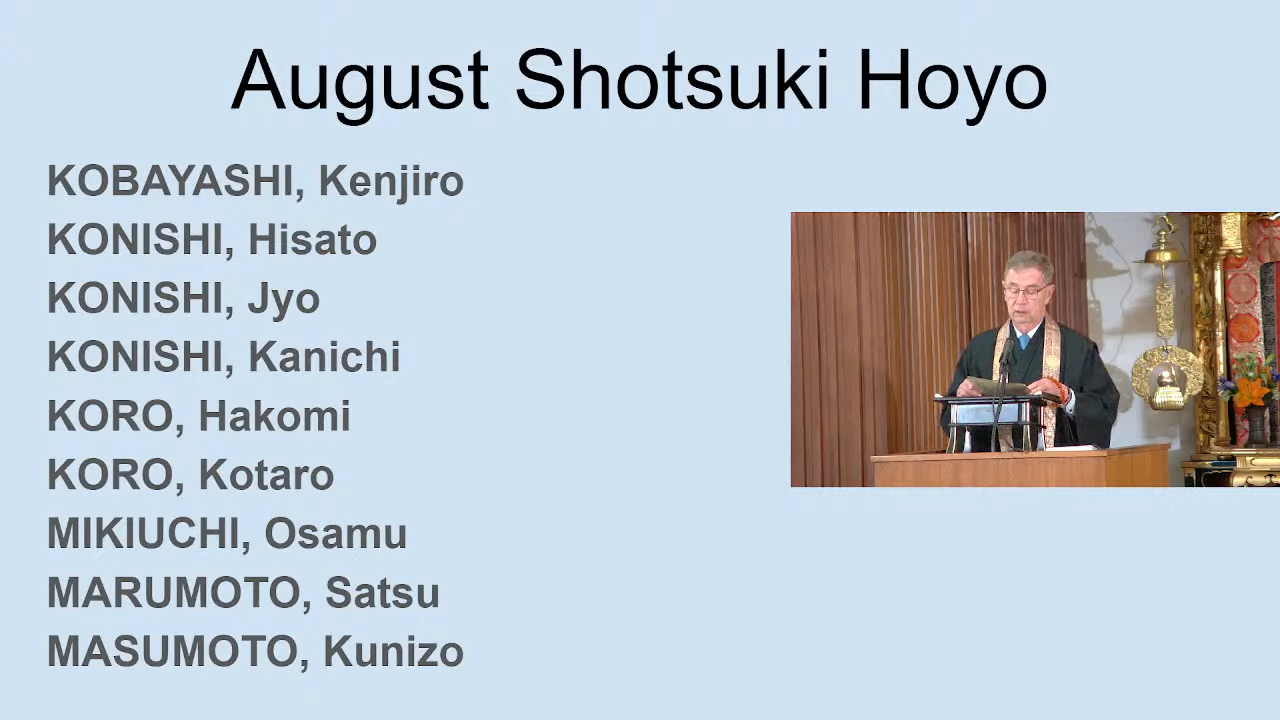 August Shotsuki Hoyo
KOBAYASHI, Kenjiro
KONISHI, Hisato
KONISHI, Jyo
KONISHI, Kanichi
KORO, Hakomi
KORO, Kotaro
MIKIUCHI, Osamu
MARUMOTO, Satsu
MASUMOTO, Kunizo